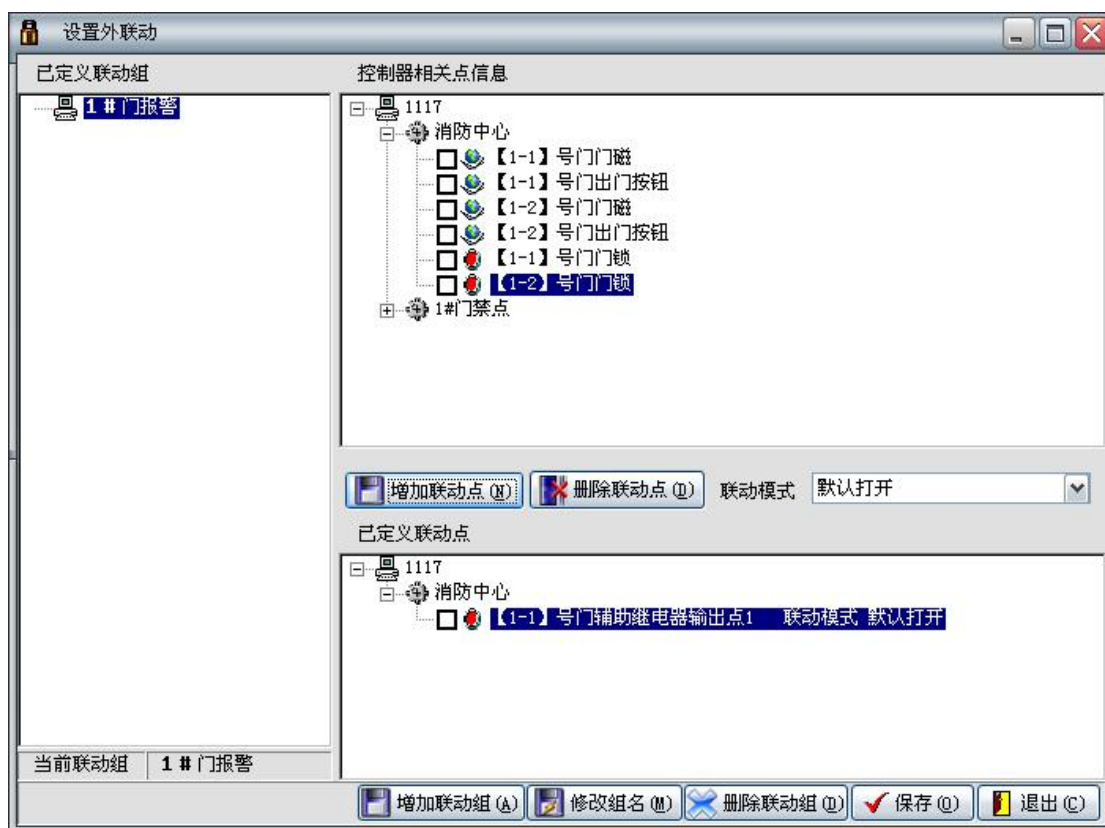 设置外联动
已定义联动组
控制器相关点信息
1#门报警
1117
消防中心
【1-1】号门门磁
【1-1】号门出门按钮
【1-2】号门门磁
【1-2】号门出门按钮
【1-1】号门门锁
【1-2】号门门锁
1#门禁点
增加联动点(N) 删除联动点(D) 联动模式 默认打开
已定义联动点
1117
消防中心
【1-1】号门辅助继电器输出点1 联动模式 默认打开
当前联动组 1#门报警
增加联动组(A) 修改组名(M) 删除联动组(D) 保存(O) 退出(C)